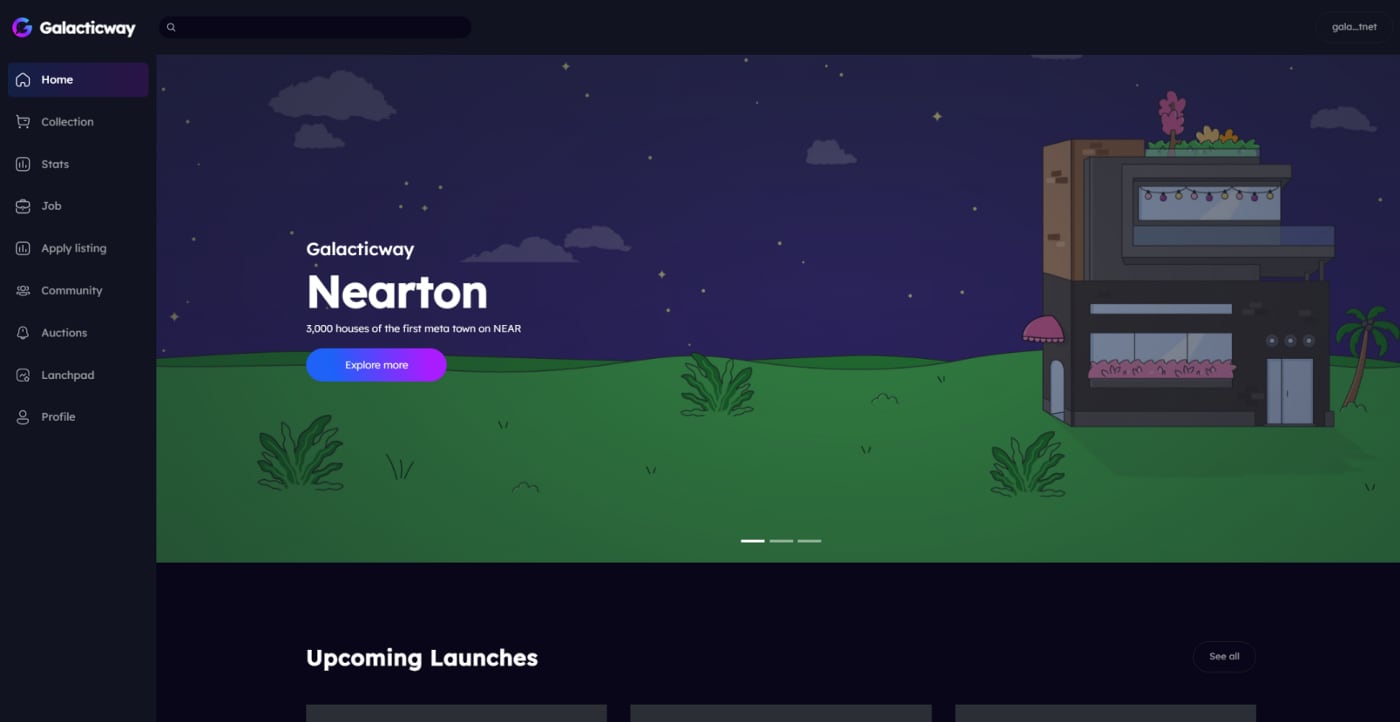 Galacticway
gala...tnet
Home
Collection
Stats
Job
Apply listing
Community
Auctions
Lanchpad
Profile
Galacticway
Nearton
3,000 houses of the first meta town on NEAR
Explore more
Upcoming Launches
See all